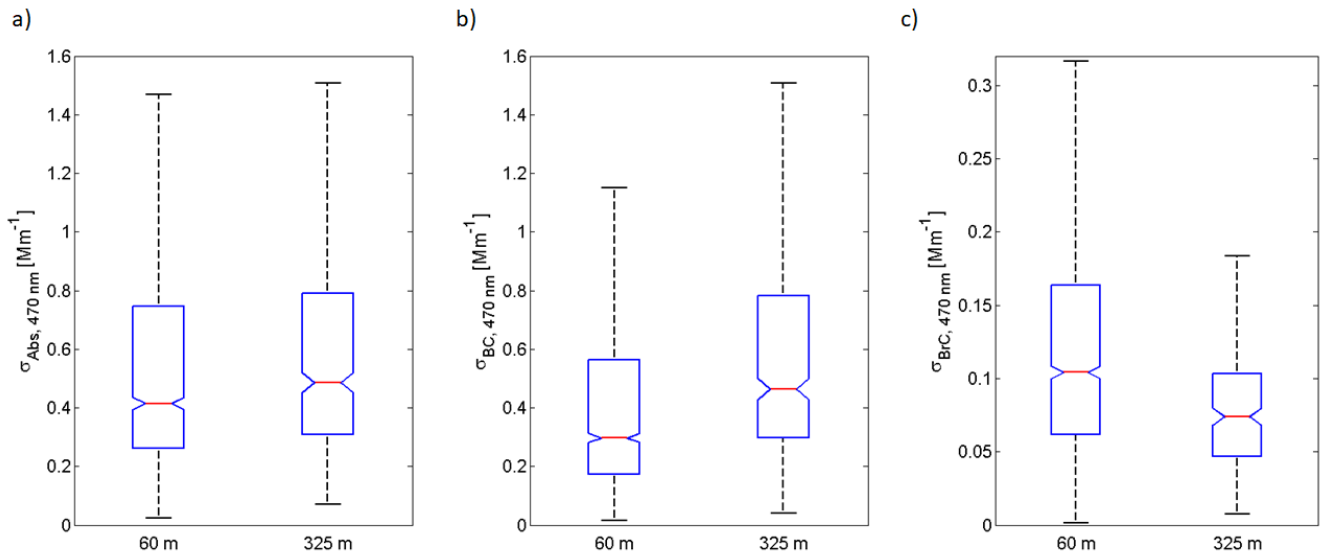 a)
σAbs, 470 nm [Mm-1]
1.6
1.4
1.2
1
0.8
0.6
0.4
0.2
0
60 m
325 m
b)
σBC, 470 nm [Mm-1]
1.6
1.4
1.2
1
0.8
0.6
0.4
0.2
0
60 m
325 m
c)
σBrC, 470 nm [Mm-1]
0.3
0.25
0.2
0.15
0.1
0.05
0
60 m
325 m